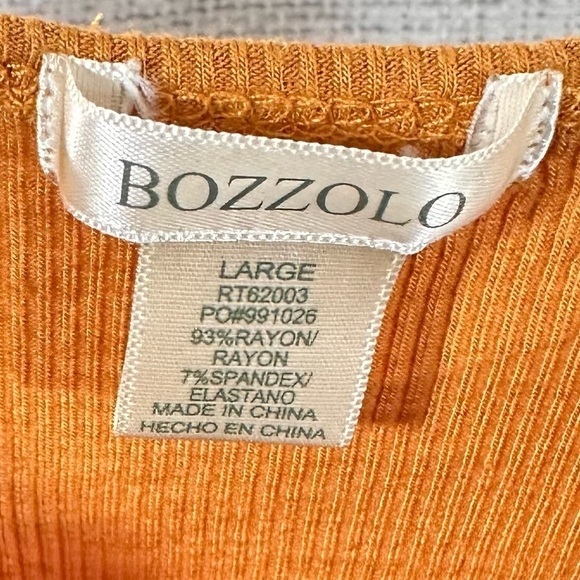 BOZZOLO
LARGE
RT62003
PO#991026
93%RAYON/
RAYON
7%SPANDEX/
ELASTANO
MADE IN CHINA
HECHO EN CHINA